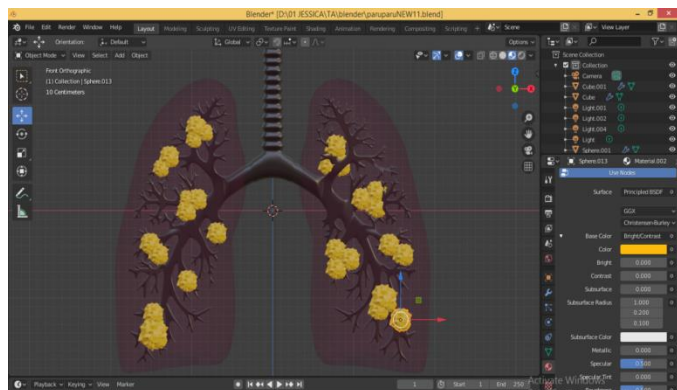 Blender* [D:\01 JESSICA\TA\blender\paruparuNEW11.blend]
File Edit Render Window Help Layout Modeling Sculpting UV Editing Texture Paint Shading Animation Rendering Compositing Scripting + Scene View Layer
Orientation: Default Global Options
Object Mode View Select Add Object
Front Orthographic
(1) Collection | Sphere.013
10 Centimeters
Z
Y
X
Scene Collection
Collection
Camera
Cube.001
Cube
Light.001
Light.002
Light.004
Light
Sphere.001
Sphere.013 Material.002
Use Nodes
Surface Principled BSDF
GGX
Christensen-Burley
Base Color Bright/Contrast
Color
Bright 0.000
Contrast 0.000
Subsurface 0.000
Subsurface Radius 1.000
0.200
0.100
Subsurface Color
Metallic 0.000
Specular 0.500
Specular Tint 0.000
Activate Windows
Playback Keying View Marker 1 Start 1 End 250